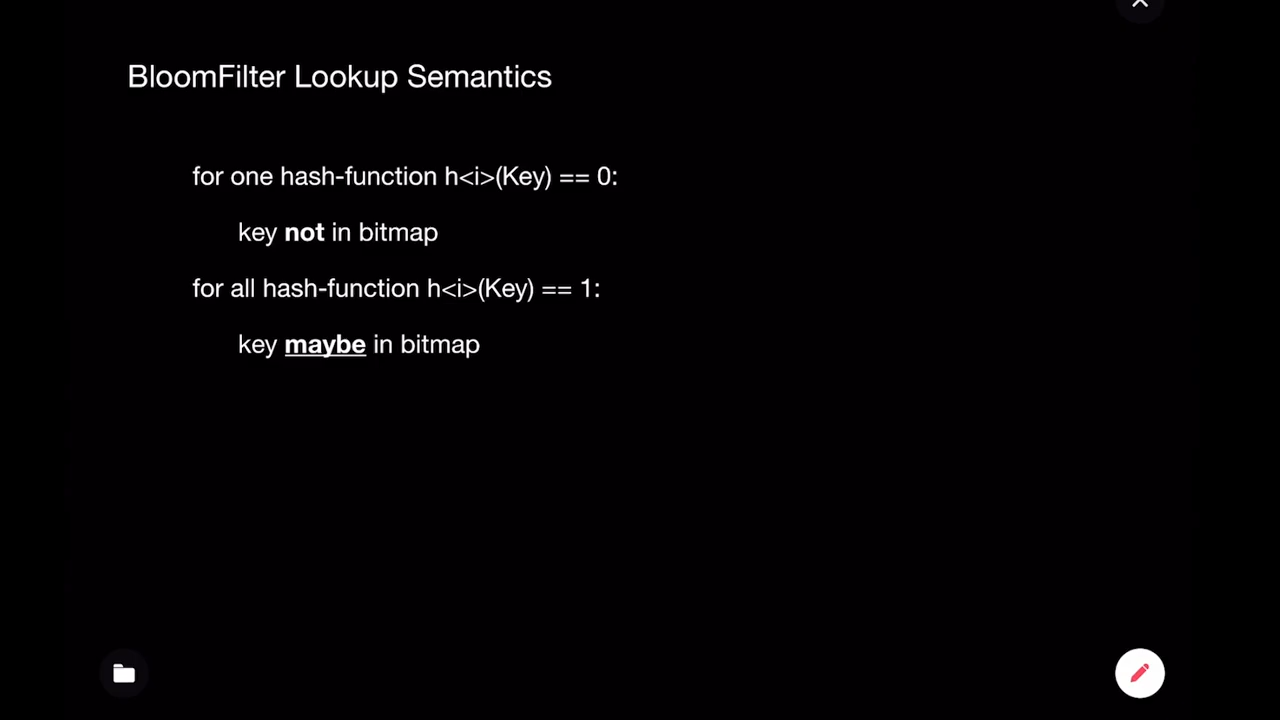 BloomFilter Lookup Semantics
for one hash-function h<i>(Key) == 0:
key not in bitmap
for all hash-function h<i>(Key) == 1:
key maybe in bitmap